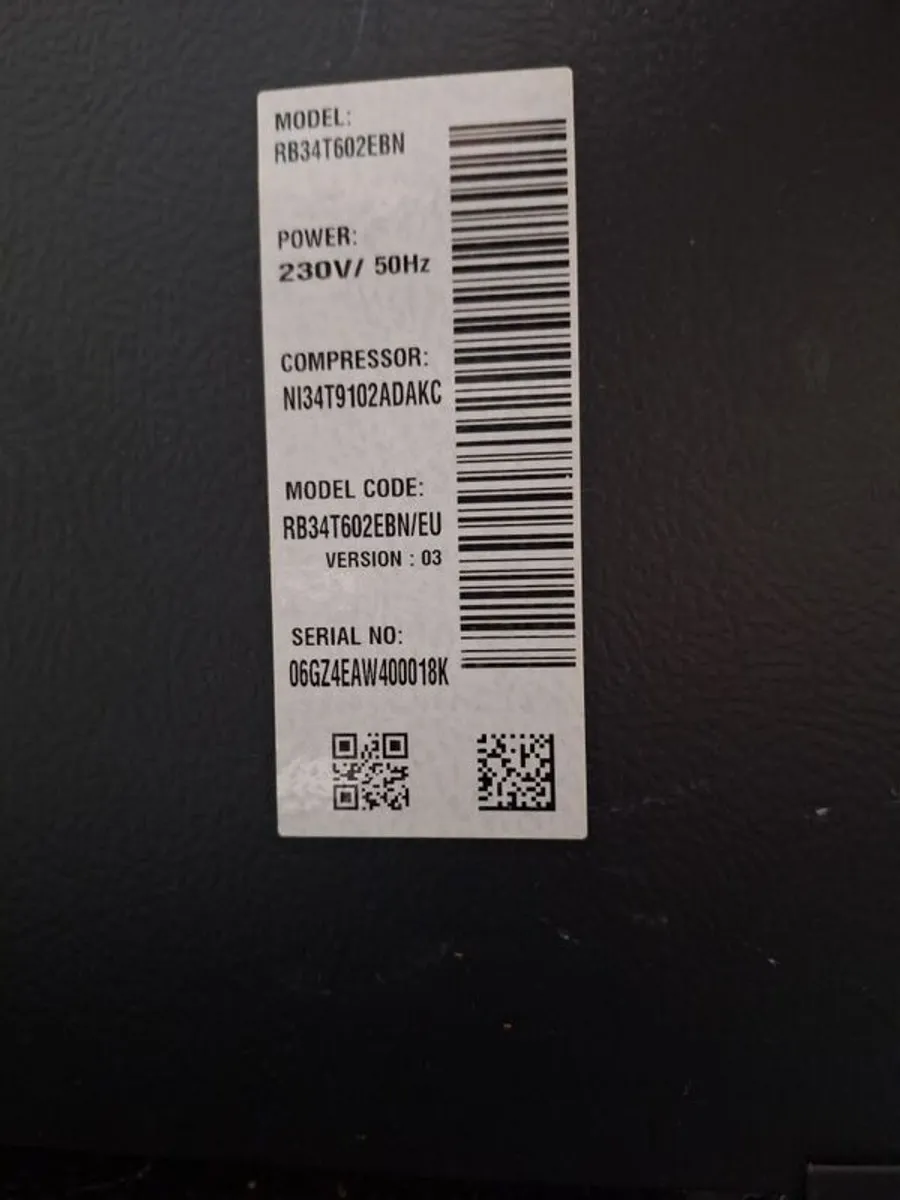 MODEL:
RB34T602EBN
POWER:
230V/ 50Hz
COMPRESSOR:
NI34T9102ADAKC
MODEL CODE:
RB34T602EBN/EU
VERSION : 03
SERIAL NO:
06GZ4EAW400018K